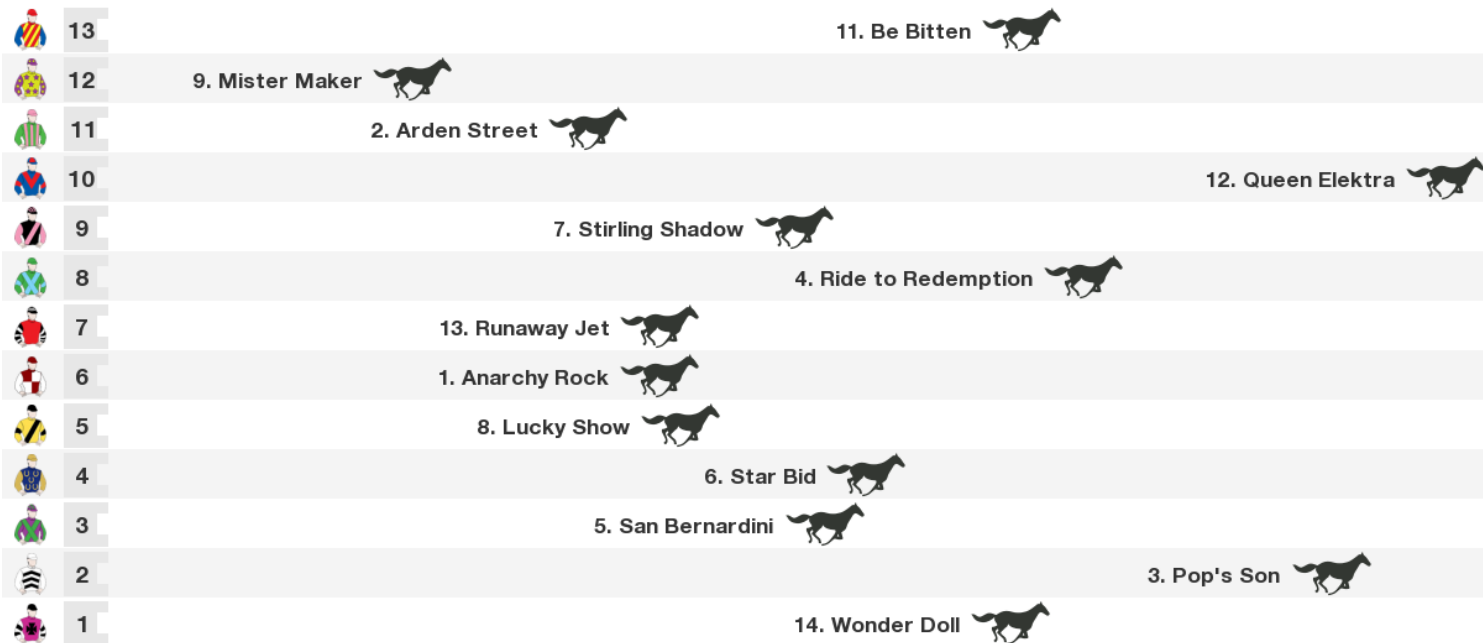 13 11. Be Bitten
12 9. Mister Maker
11 2. Arden Street
10 12. Queen Elektra
9 7. Stirling Shadow
8 4. Ride to Redemption
7 13. Runaway Jet
6 1. Anarchy Rock
5 8. Lucky Show
4 6. Star Bid
3 5. San Bernardini
2 3. Pop's Son
1 14. Wonder Doll